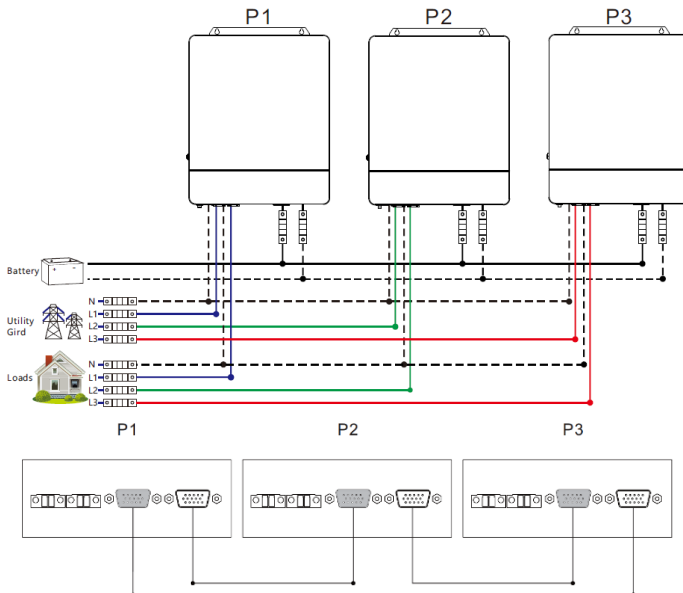 P1 P2 P3
Battery
N
Utility
Gird
L1
L2
L3
N
Loads
L1
L2
L3
P1 P2 P3